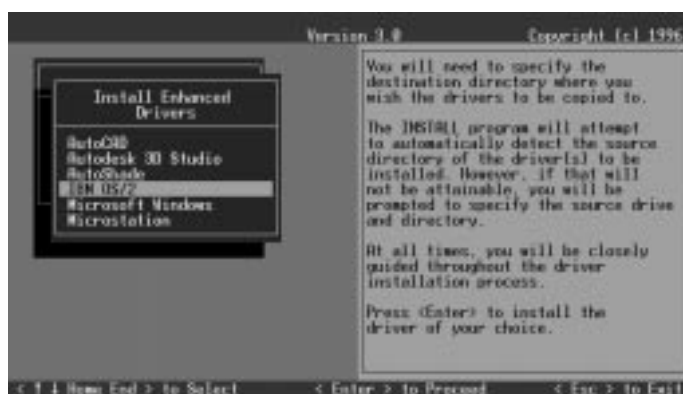 Version 3.0 Copyright (c) 1996
Install Enhanced
Drivers
AutoCAD
Autodesk 3D Studio
AutoShade
IBM OS/2
Microsoft Windows
Microstation
You will need to specify the
destination directory where you
wish the drivers to be copied to.
The INSTALL program will attempt
to automatically detect the source
directory of the driver[s] to be
installed. However, if that will
not be attainable, you will be
prompted to specify the source drive
and directory.
At all times, you will be closely
guided throughout the driver
installation process.
Press <Enter> to install the
driver of your choice.
< ↑ ↓ Home End > to Select < Enter > to Proceed < Esc > to Exit